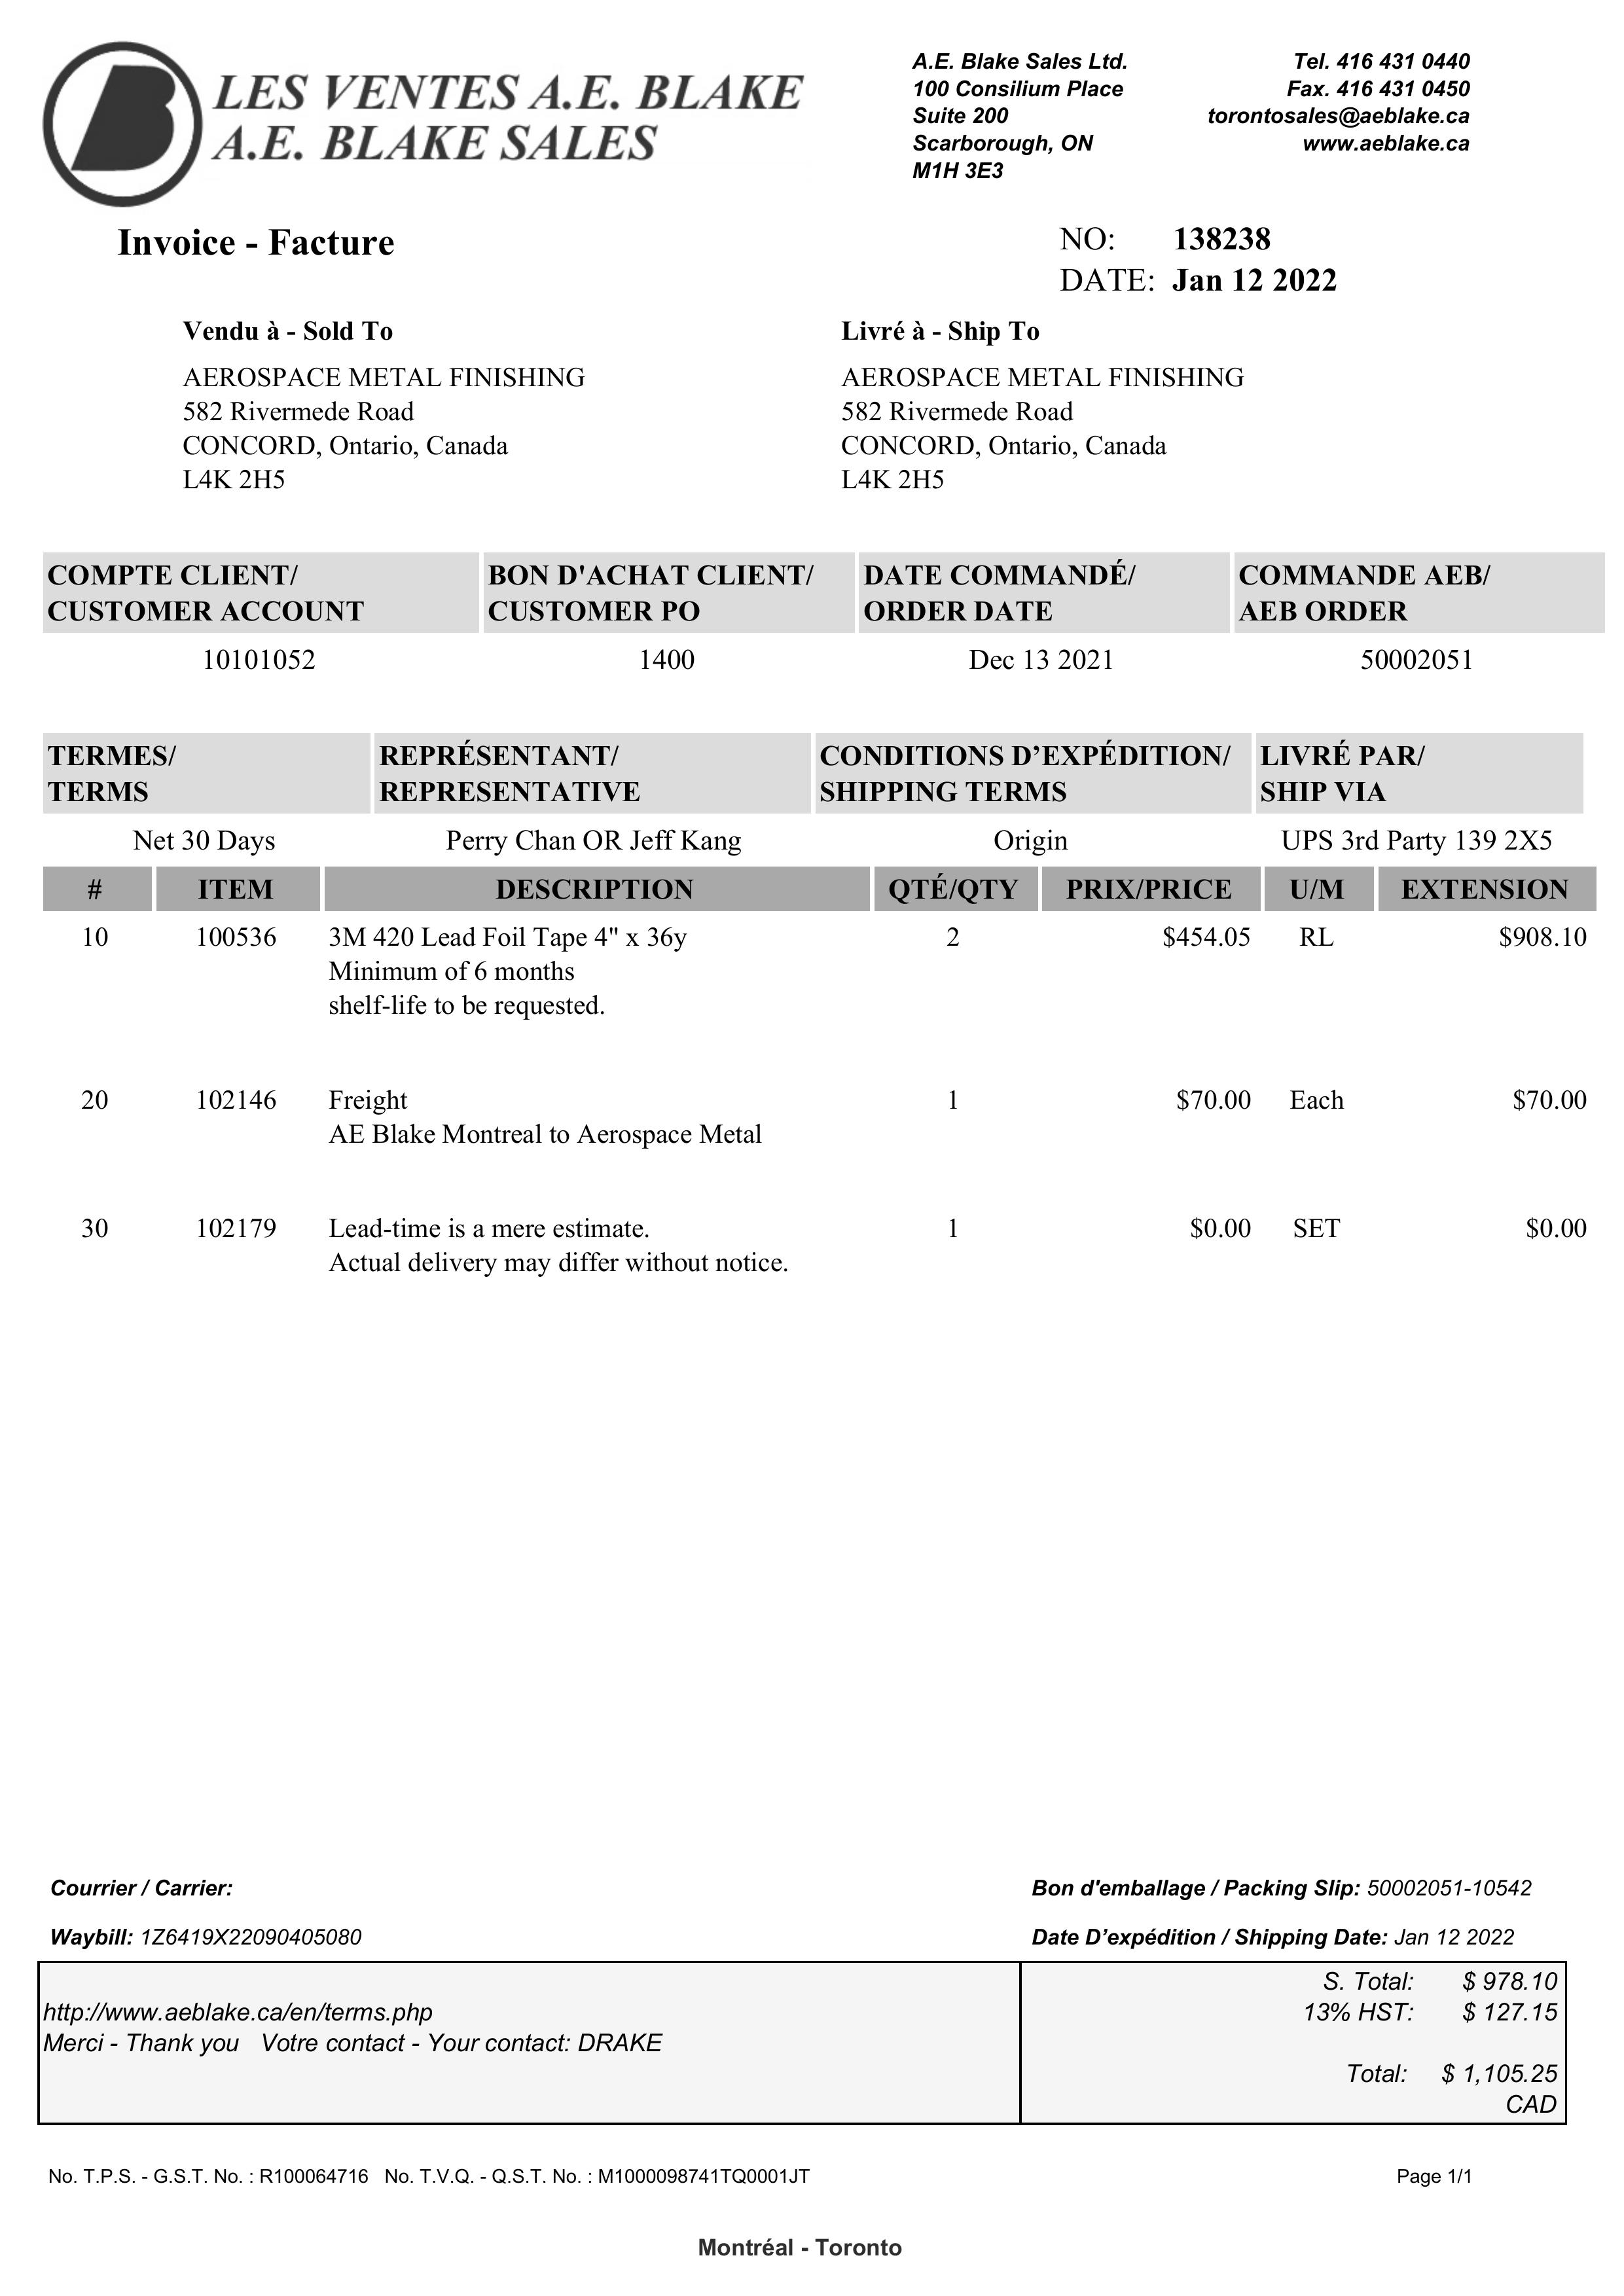 LES VENTES A.E. BLAKE
A.E. BLAKE SALES
A.E. Blake Sales Ltd.
100 Consilium Place
Suite 200
Scarborough, ON
M1H 3E3
Tel. 416 431 0440
Fax. 416 431 0450
torontosales@aeblake.ca
www.aeblake.ca
Invoice - Facture
NO: 138238
DATE: Jan 12 2022
Vendu à - Sold To
AEROSPACE METAL FINISHING
582 Rivermede Road
CONCORD, Ontario, Canada
L4K 2H5
Livré à - Ship To
AEROSPACE METAL FINISHING
582 Rivermede Road
CONCORD, Ontario, Canada
L4K 2H5
COMPTE CLIENT/ BON D'ACHAT CLIENT/ DATE COMMANDÉ/ COMMANDE AEB/
CUSTOMER ACCOUNT CUSTOMER PO ORDER DATE AEB ORDER
10101052 1400 Dec 13 2021 50002051
TERMES/ REPRÉSENTANT/ CONDITIONS D’EXPÉDITION/ LIVRÉ PAR/
TERMS REPRESENTATIVE SHIPPING TERMS SHIP VIA
Net 30 Days Perry Chan OR Jeff Kang Origin UPS 3rd Party 139 2X5
# ITEM DESCRIPTION QTÉ/QTY PRIX/PRICE U/M EXTENSION
10 100536 3M 420 Lead Foil Tape 4" x 36y 2 $454.05 RL $908.10
Minimum of 6 months
shelf-life to be requested.
20 102146 Freight 1 $70.00 Each $70.00
AE Blake Montreal to Aerospace Metal
30 102179 Lead-time is a mere estimate. 1 $0.00 SET $0.00
Actual delivery may differ without notice.
Courrier / Carrier: Bon d'emballage / Packing Slip: 50002051-10542
Waybill: 1Z6419X22090405080 Date D’expédition / Shipping Date: Jan 12 2022
S. Total: $ 978.10
http://www.aeblake.ca/en/terms.php 13% HST: $ 127.15
Merci - Thank you Votre contact - Your contact: DRAKE
Total: $ 1,105.25
CAD
No. T.P.S. - G.S.T. No. : R100064716 No. T.V.Q. - Q.S.T. No. : M1000098741TQ0001JT Page 1/1
Montréal - Toronto